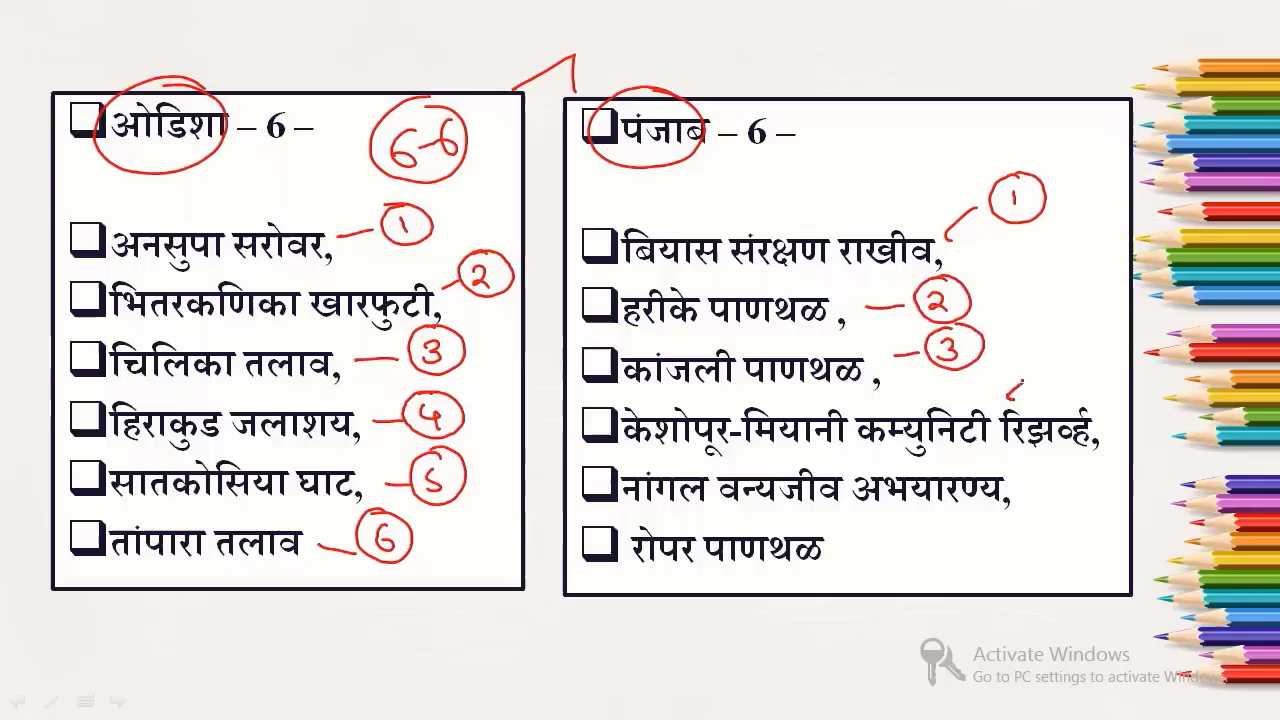 ओडिशा – 6 –
6-6
अनसुपा सरोवर, 1
भितरकणिका खारफुटी, 2
चिलिका तलाव, 3
हिराकुड जलाशय, 4
सातकोसिया घाट, 5
तांपारा तलाव 6
पंजाब – 6 –
बियास संरक्षण राखीव, 1
हरीके पाणथळ , 2
कांजली पाणथळ , 3
केशोपूर-मियानी कम्युनिटी रिझर्व्ह,
नांगल वन्यजीव अभयारण्य,
रोपर पाणथळ
Activate Windows
Go to PC settings to activate Windows.